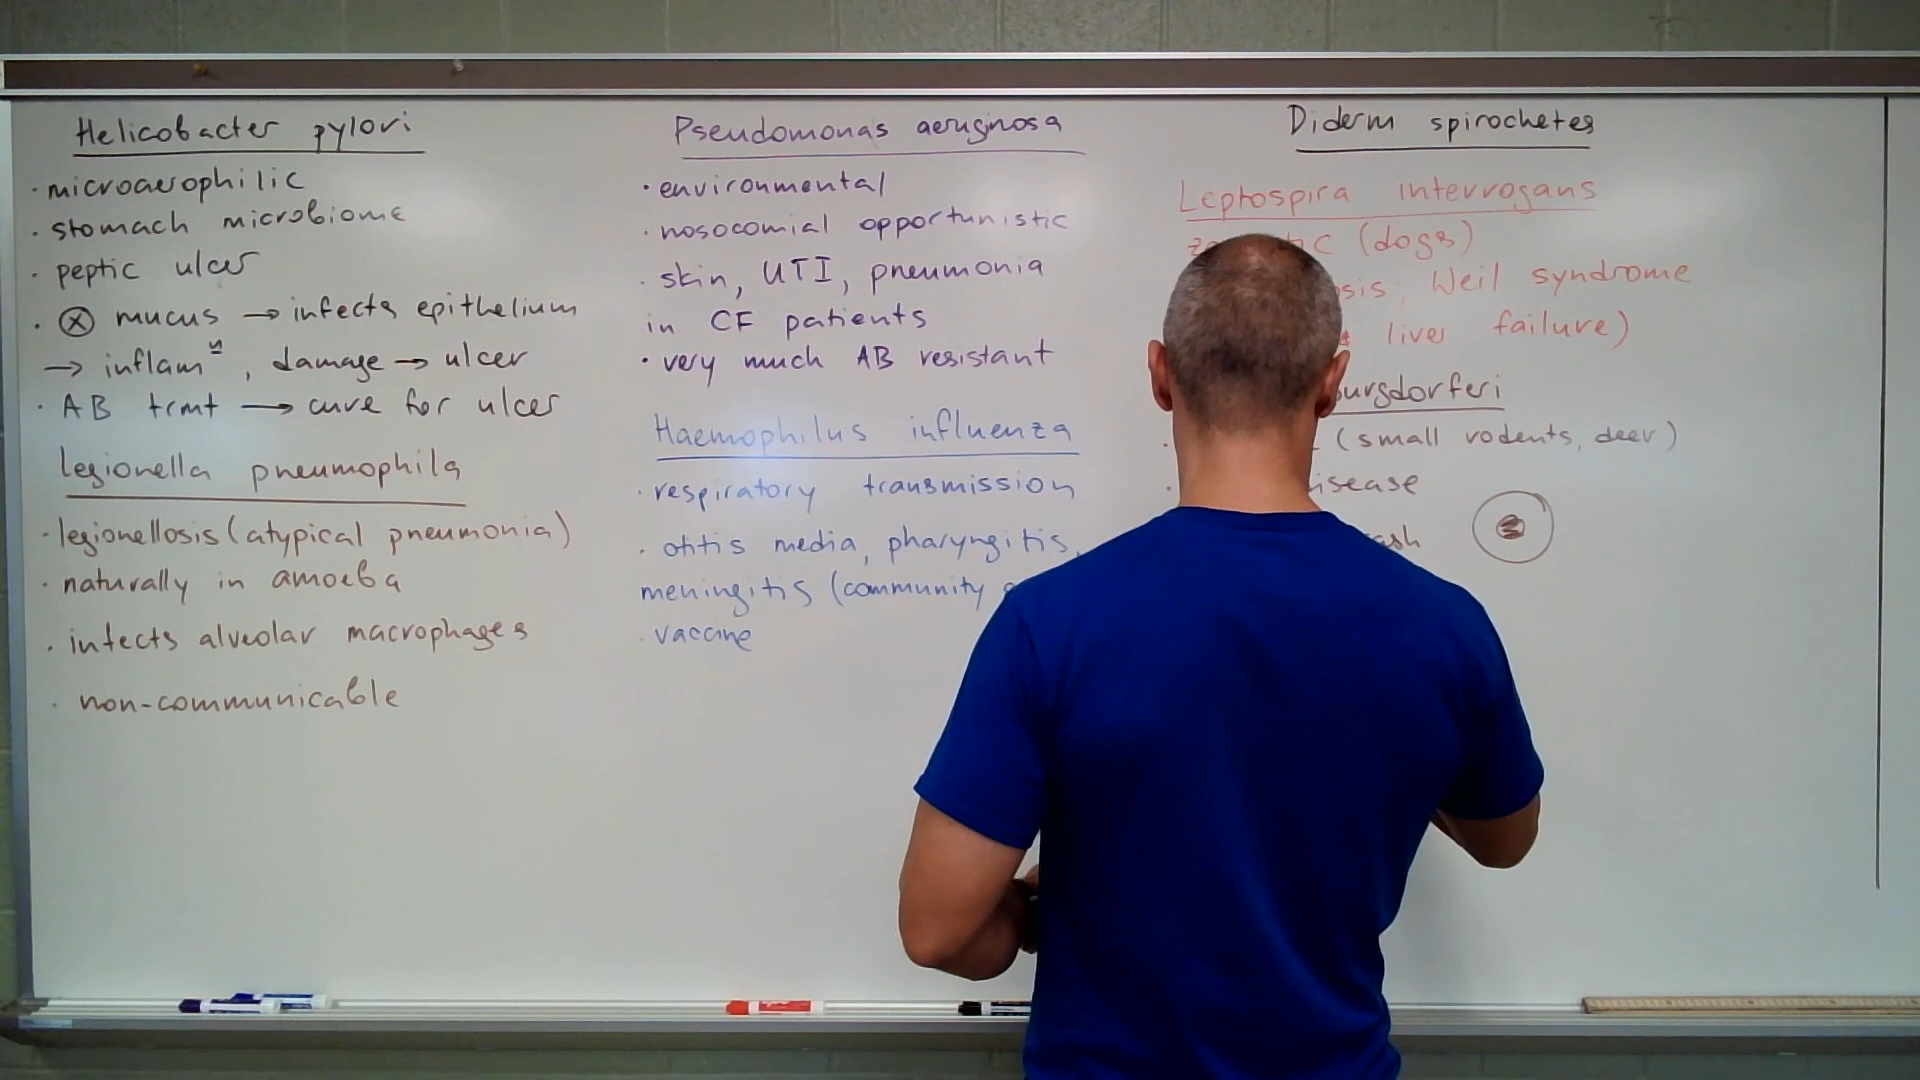 Helicobacter pylori
· microaerophilic
· stomach microbiome
· peptic ulcer
· ⓧ mucus → infects epithelium
→ inflamⁿ, damage → ulcer
· AB trmt → cure for ulcer
Legionella pneumophila
· legionellosis (atypical pneumonia)
· naturally in amoeba
· infects alveolar macrophages
· non-communicable
Pseudomonas aeruginosa
· environmental
· nosocomial opportunistic
· skin, UTI, pneumonia
in CF patients
· very much AB resistant
Haemophilus influenza
· respiratory transmission
· otitis media, pharyngitis,
meningitis (community
· vaccine
Diderm spirochetes
Leptospira interrogans
(dogs)
Weil syndrome
liver failure)
burgdorferi
(small rodents, deer)